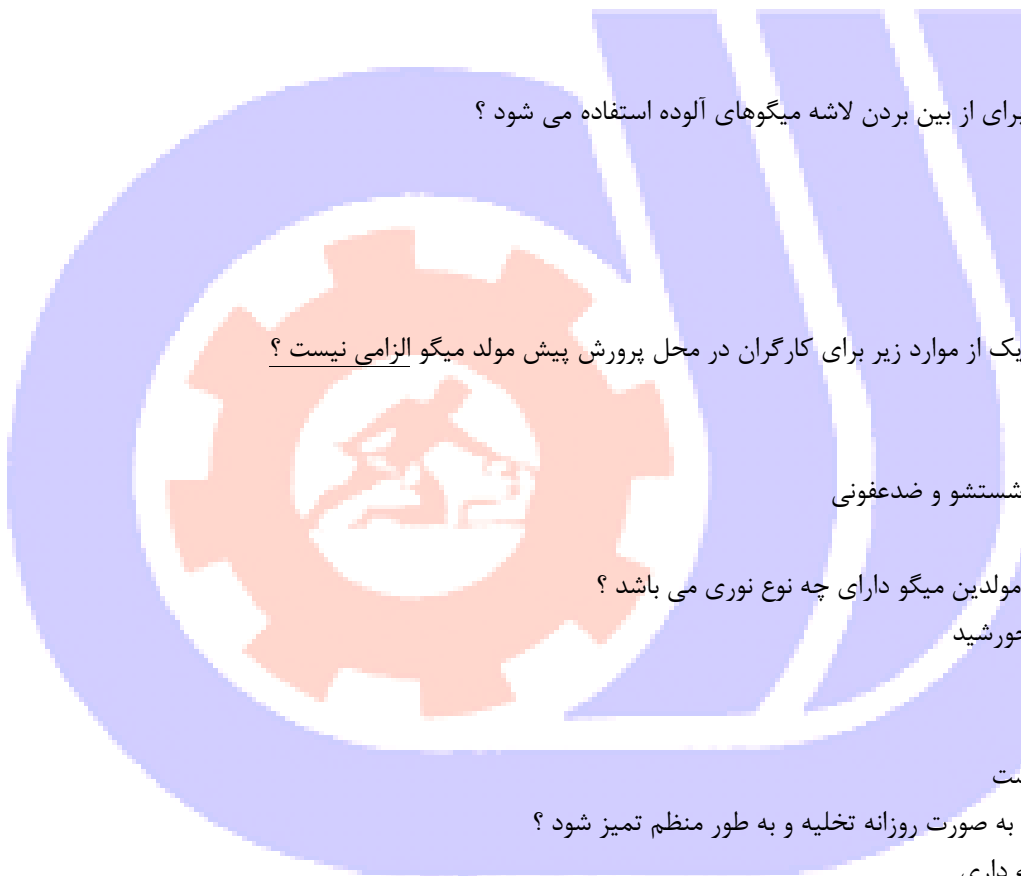 برای از بین بردن لاشه میگوهای آلوده استفاده می شود ؟
یک از موارد زیر برای کارگران در محل پرورش پیش مولد میگو الزامی نیست ؟
شستشو و ضدعفونی
مولدین میگو دارای چه نوع نوری می باشد ؟
به صورت روزانه تخلیه و به طور منظم تمیز شود ؟